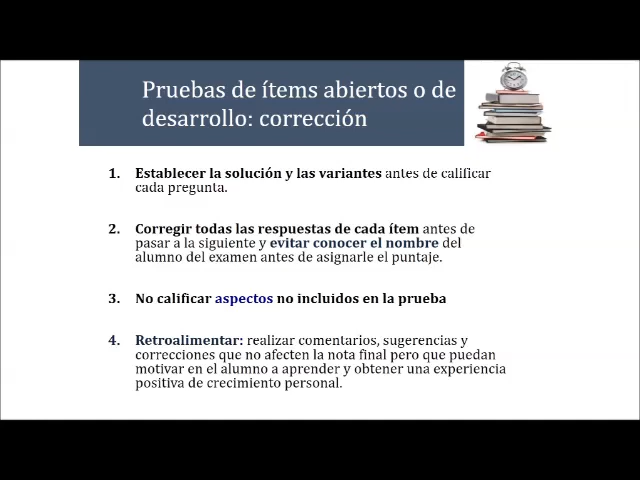 Pruebas de ítems abiertos o de
desarrollo: corrección
1. Establecer la solución y las variantes antes de calificar
cada pregunta.
2. Corregir todas las respuestas de cada ítem antes de
pasar a la siguiente y evitar conocer el nombre del
alumno del examen antes de asignarle el puntaje.
3. No calificar aspectos no incluidos en la prueba
4. Retroalimentar: realizar comentarios, sugerencias y
correcciones que no afecten la nota final pero que puedan
motivar en el alumno a aprender y obtener una experiencia
positiva de crecimiento personal.